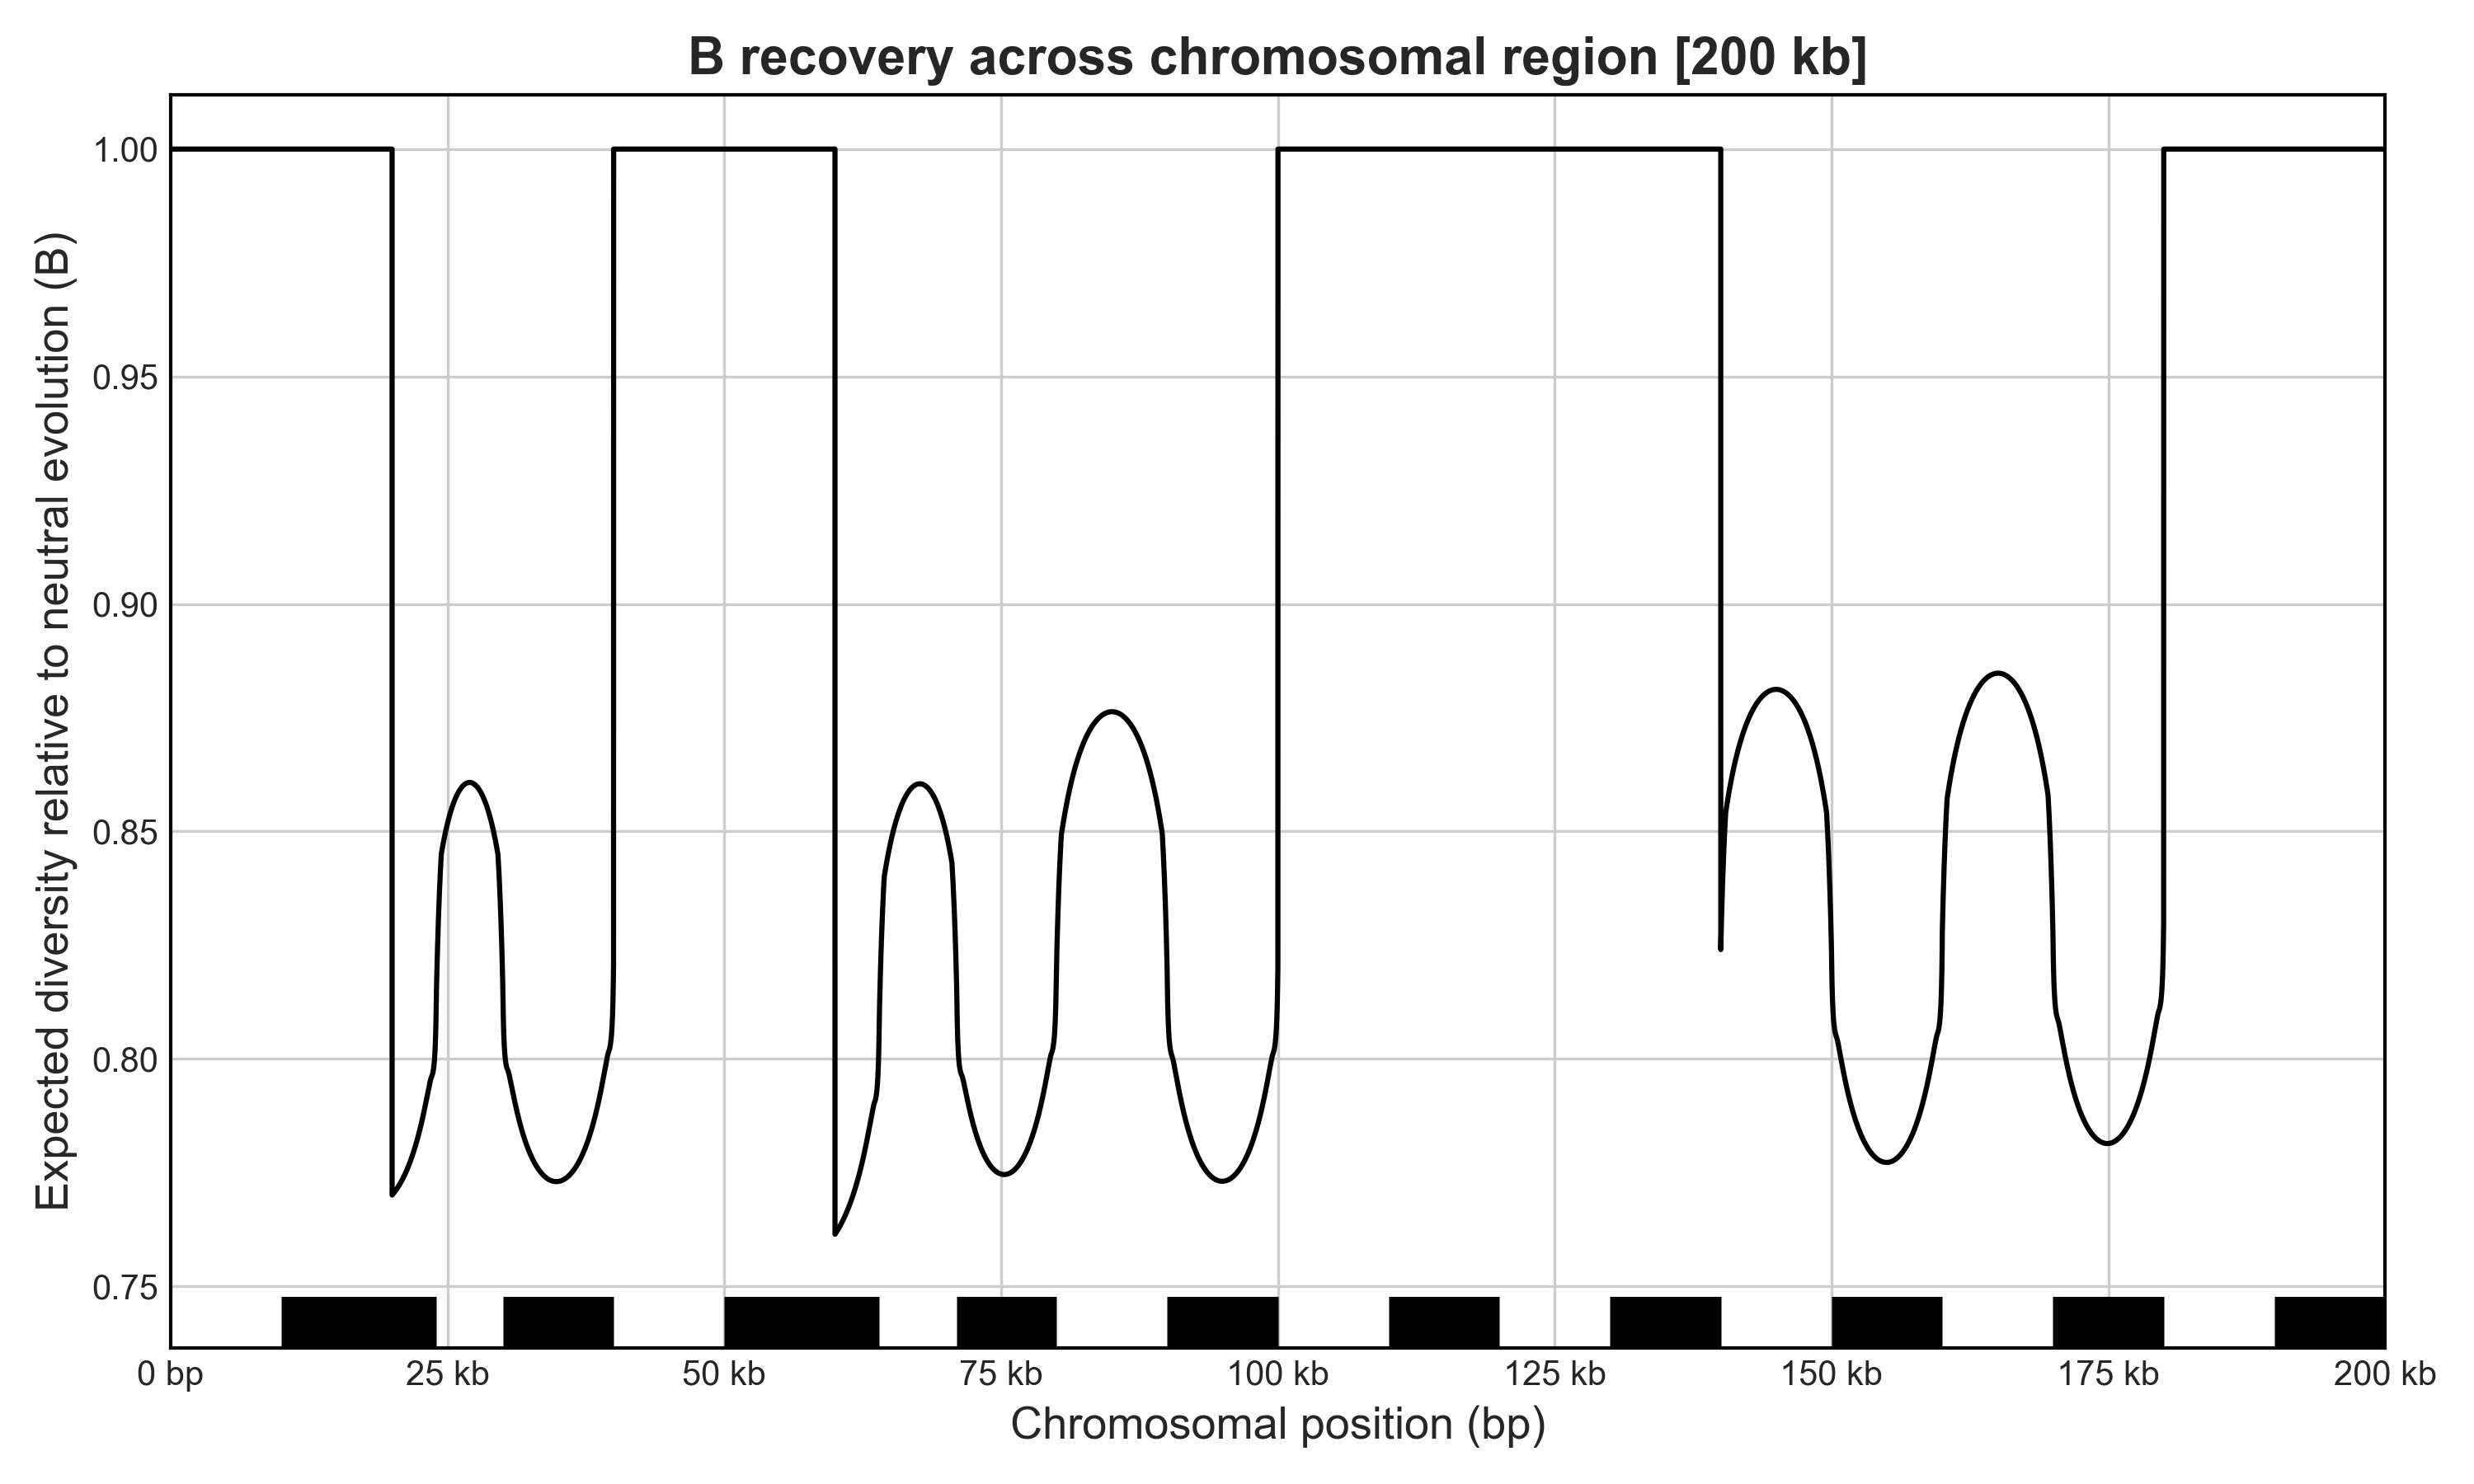 B recovery across chromosomal region [200 kb]
Expected diversity relative to neutral evolution (B)
1.00
0.95
0.90
0.85
0.80
0.75
0 bp 25 kb 50 kb 75 kb 100 kb 125 kb 150 kb 175 kb 200 kb
Chromosomal position (bp)